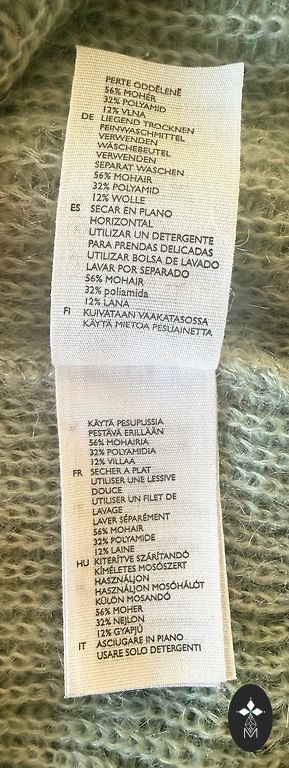 PERTE ODDĚLENĚ
56% MOHÉR
32% POLYAMID
12% VLNA
DE LIEGEND TROCKNEN
FEINWASCHMITTEL
VERWENDEN
WÄSCHEBEUTEL
VERWENDEN
SEPARAT WASCHEN
56% MOHAIR
32% POLYAMID
12% WOLLE
ES SECAR EN PLANO
HORIZONTAL
UTILIZAR UN DETERGENTE
PARA PRENDAS DELICADAS
UTILIZAR BOLSA DE LAVADO
LAVAR POR SEPARADO
56% MOHAIR
32% poliamida
12% LANA
FI KUIVATAAN VAAKATASOSSA
KÄYTÄ MIETOA PESUAINETTA
KÄYTÄ PESUPUSSIA
PESTÄVÄ ERILLÄÄN
56% MOHAIRIA
32% POLYAMIDIA
12% VILLAA
FR SECHER A PLAT
UTILISER UNE LESSIVE
DOUCE
UTILISER UN FILET DE
LAVAGE
LAVER SÉPARÉMENT
56% MOHAIR
32% POLYAMIDE
12% LAINE
HU KITERÍTVE SZÁRÍTANDÓ
KÍMÉLETES MOSÓSZERT
HASZNÁLJON
HASZNÁLJON MOSÓHÁLÓT
KÜLÖN MOSANDÓ
56% MOHER
32% NEJLON
12% GYAPJÚ
IT ASCIUGARE IN PIANO
USARE SOLO DETERGENTI
M